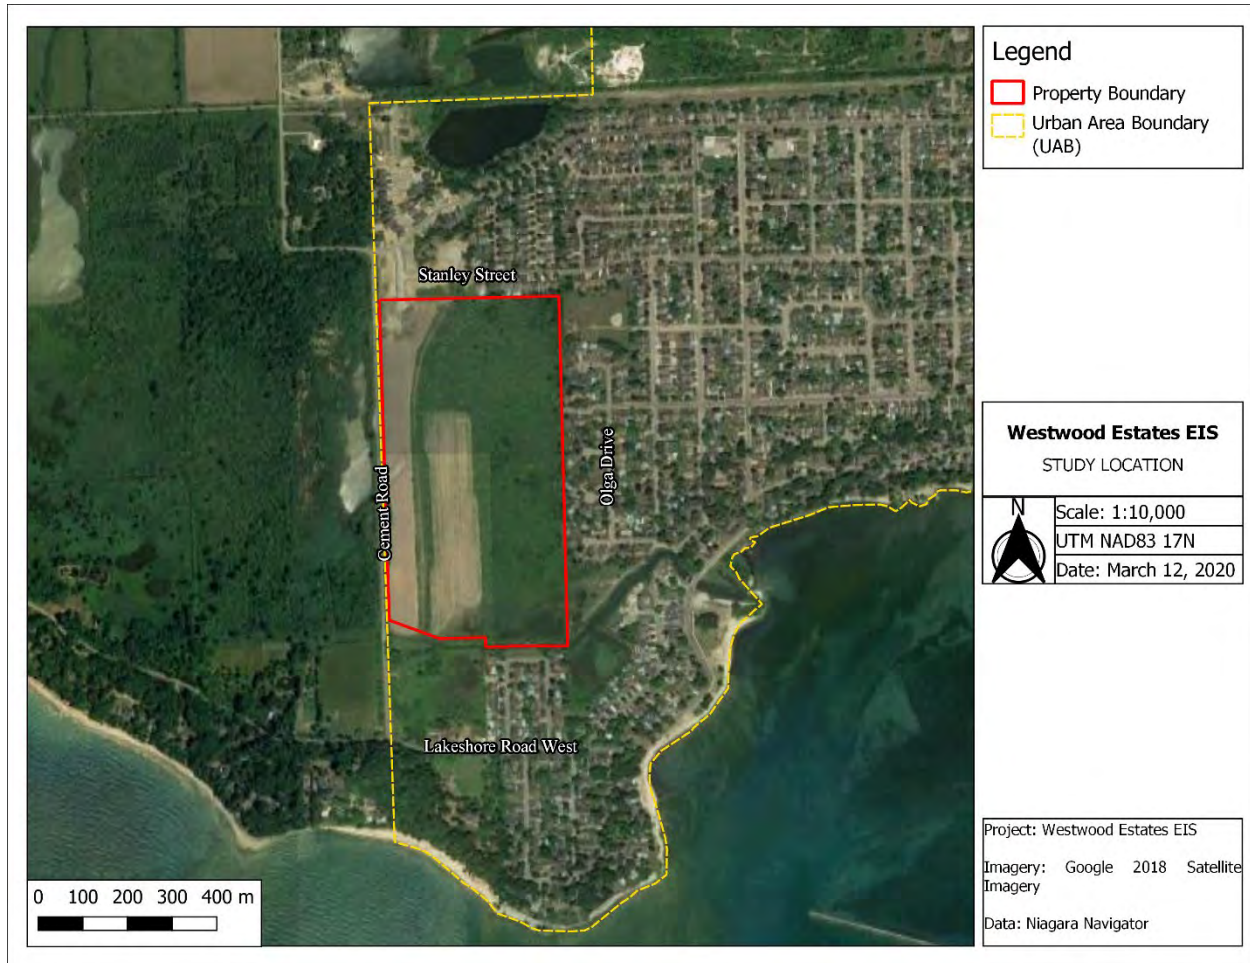 Legend
Property Boundary
Urban Area Boundary
(UAB)
Stanley Street
Cement Road
Olga Drive
Lakeshore Road West
Westwood Estates EIS
STUDY LOCATION
N
Scale: 1:10,000
UTM NAD83 17N
Date: March 12, 2020
Project: Westwood Estates EIS
Imagery: Google 2018 Satellite
Imagery
Data: Niagara Navigator
0 100 200 300 400 m